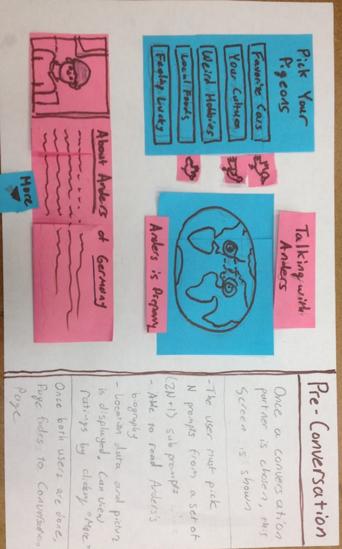 Pre-Conversation
Once a conversation
partner is chosen, this
screen is shown
- The user must pick
N prompts from a set of
(2N+1) sub prompts
- Able to read Anders's
biography
- Location data and picture
is displayed. Can view
ratings by clicking "More"
Once both users are done,
Page fades to Conversation
Page
Talking with
Anders
Anders is Preparing
Pick Your
Pigeons
Favorite Cars
Your Culture
Weird Hobbies
Local Foods
Feeling Lucky
About Anders of Germany
More